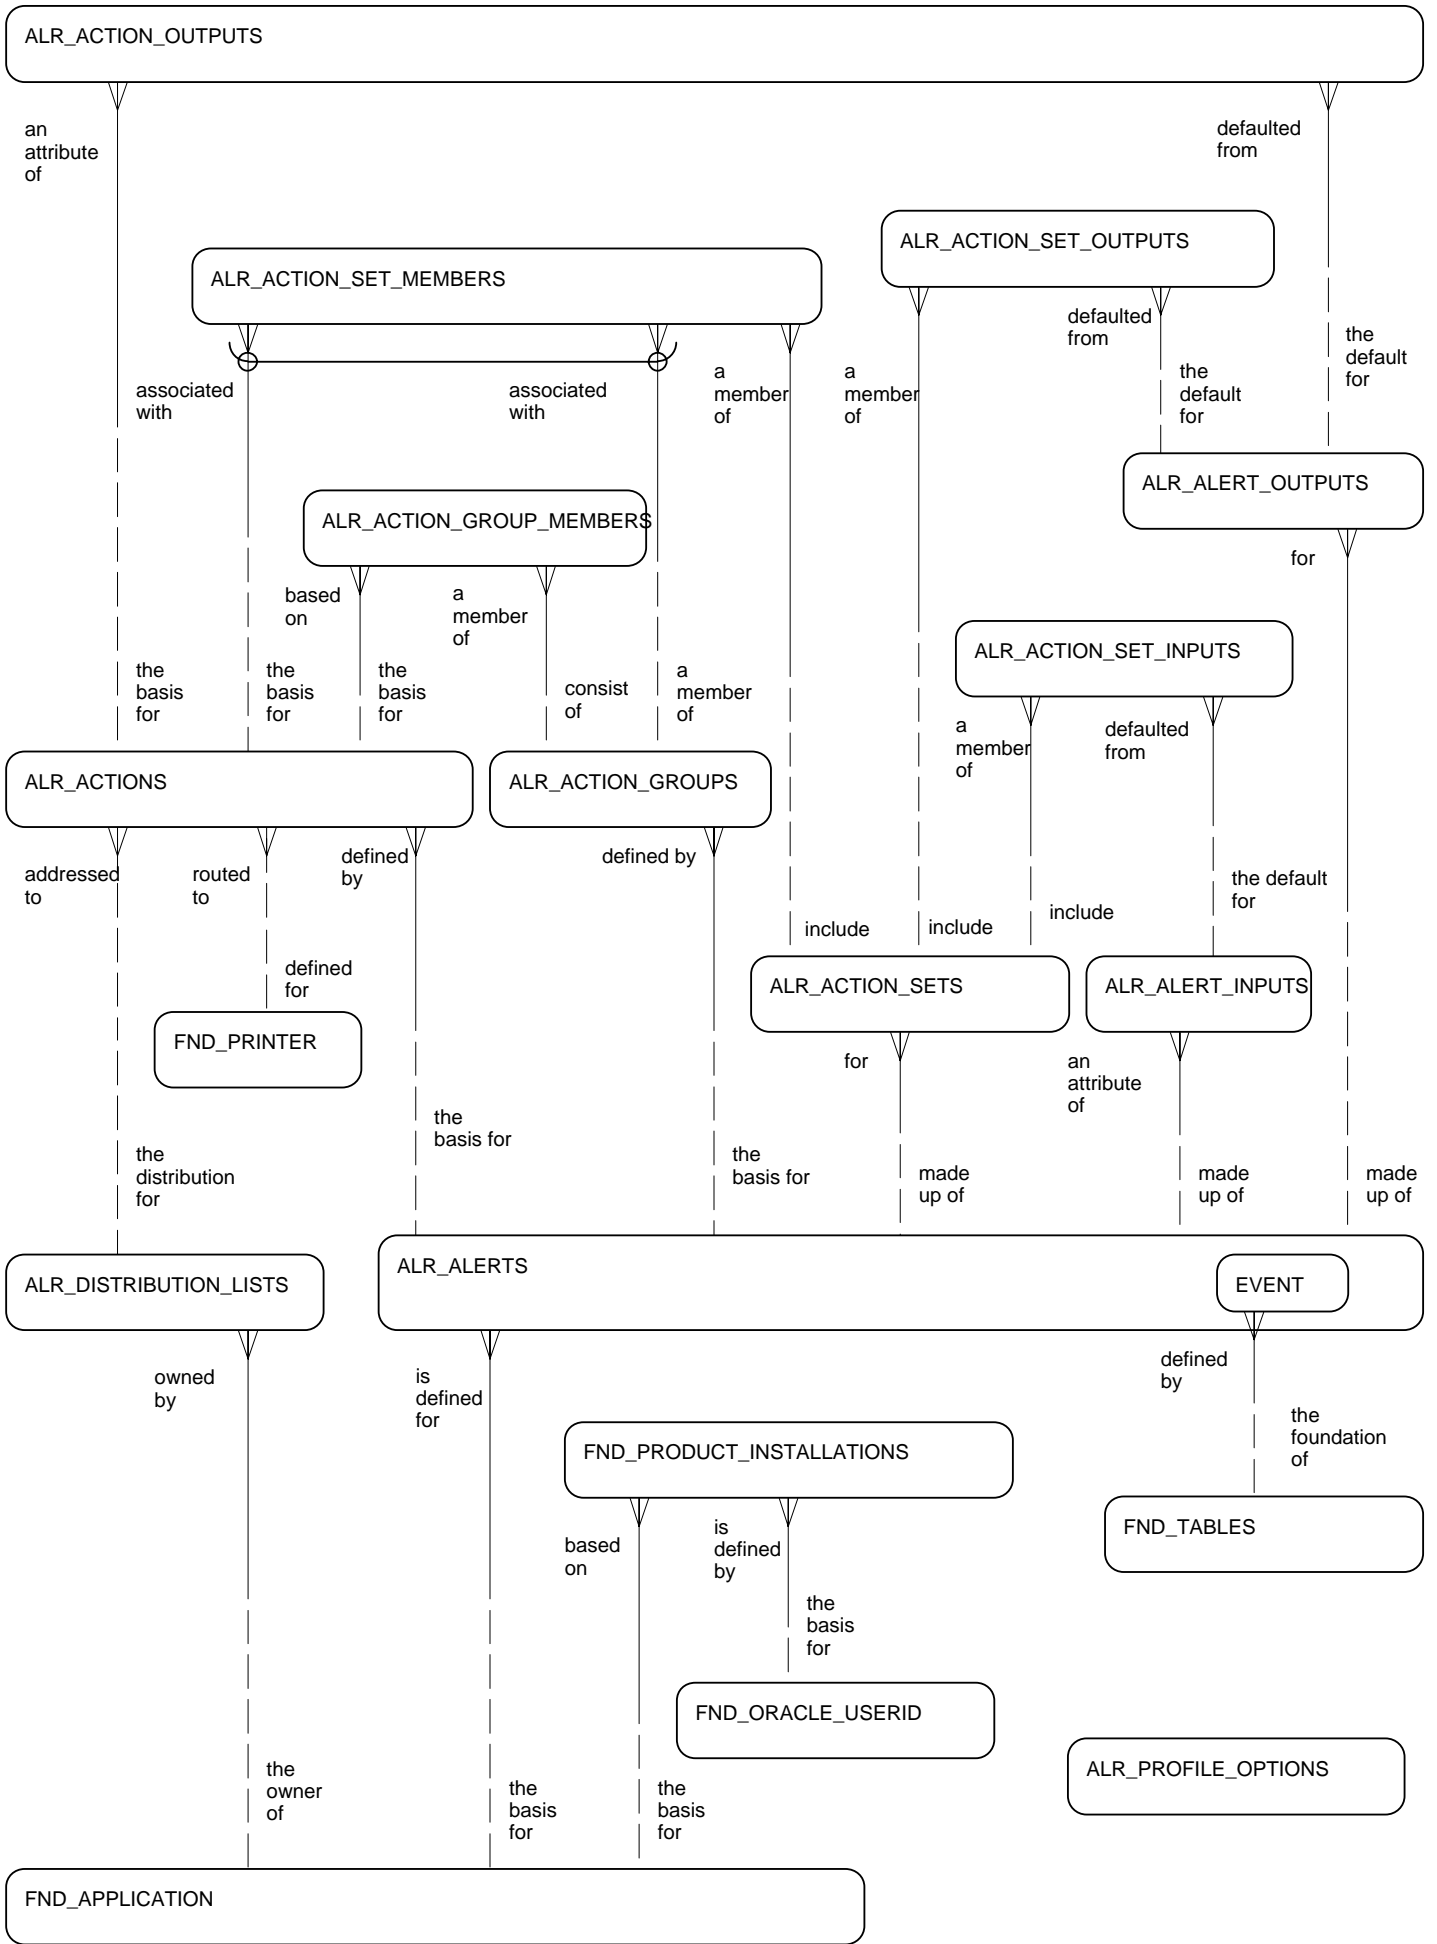 ALR_ACTION_OUTPUTS
an
attribute
of
defaulted
from
ALR_ACTION_SET_OUTPUTS
ALR_ACTION_SET_MEMBERS
defaulted
from
the
default
for
associated
with
associated
with
a
member
of
a
member
of
the
default
for
ALR_ALERT_OUTPUTS
ALR_ACTION_GROUP_MEMBERS
for
based
on
a
member
of
ALR_ACTION_SET_INPUTS
the
basis
for
the
basis
for
the
basis
for
consist
of
a
member
of
a
member
of
defaulted
from
ALR_ACTIONS
ALR_ACTION_GROUPS
addressed
to
routed
to
defined
by
defined by
the default
for
include
include
include
defined
for
ALR_ACTION_SETS
ALR_ALERT_INPUTS
FND_PRINTER
for
an
attribute
of
the
basis for
the
distribution
for
the
basis for
made
up of
made
up of
made
up of
ALR_DISTRIBUTION_LISTS
ALR_ALERTS
EVENT
owned
by
is
defined
for
defined
by
the
foundation
of
FND_PRODUCT_INSTALLATIONS
FND_TABLES
based
on
is
defined
by
the
basis
for
FND_ORACLE_USERID
ALR_PROFILE_OPTIONS
the
owner
of
the
basis
for
the
basis
for
FND_APPLICATION